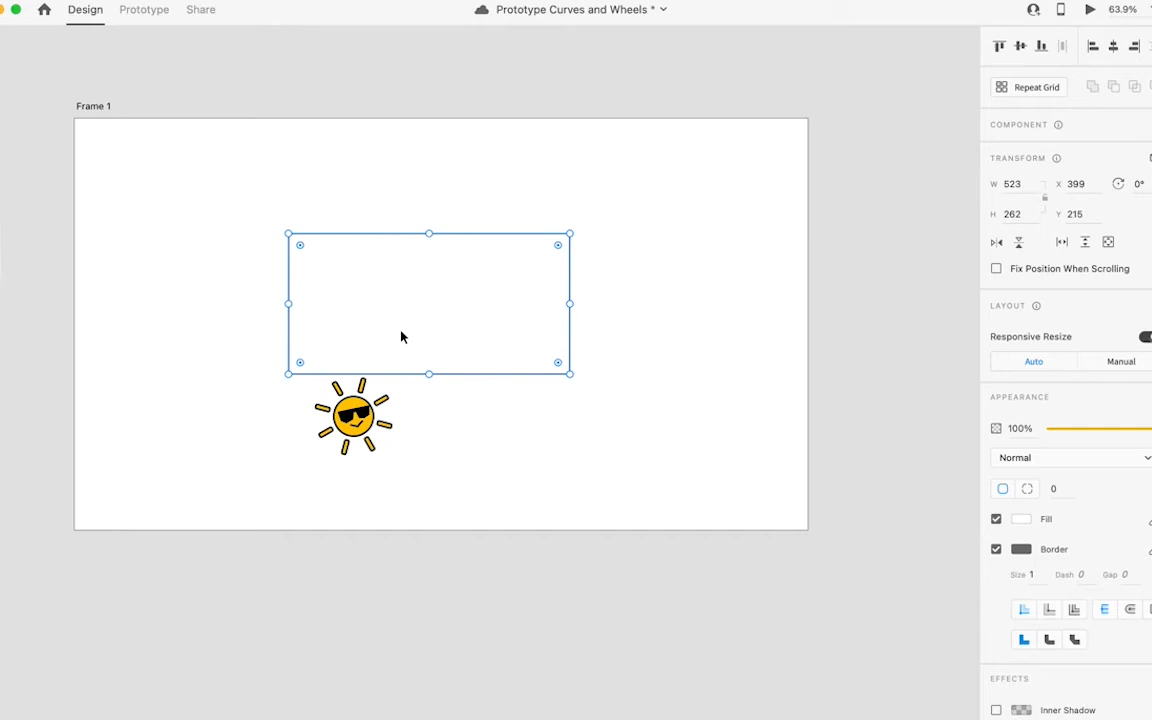 Design Prototype Share Prototype Curves and Wheels * 63.9%
Frame 1
Repeat Grid
COMPONENT
TRANSFORM
W 523 X 399 0°
H 262 Y 215
Fix Position When Scrolling
LAYOUT
Responsive Resize
Auto Manual
APPEARANCE
100%
Normal
0
Fill
Border
Size 1 Dash 0 Gap 0
EFFECTS
Inner Shadow